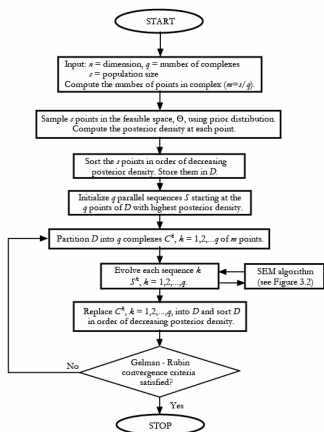 START
Input: n = dimension, q = number of complexes
s = population size
Compute the number of points in complex (m=s/q).
Sample s points in the feasible space, Θ, using prior distribution.
Compute the posterior density at each point.
Sort the s points in order of decreasing
posterior density. Store them in D.
Initialize q parallel sequences S starting at the
q points of D with highest posterior density.
Partition D into q complexes C^k, k = 1,2,...q of m points.
Evolve each sequence k
S^k, k = 1,2,...,q.
SEM algorithm
(see Figure 3.2)
Replace C^k, k = 1,2,...,q, into D and sort D
in order of decreasing posterior density.
Gelman - Rubin
convergence criteria
satisfied?
No
Yes
STOP